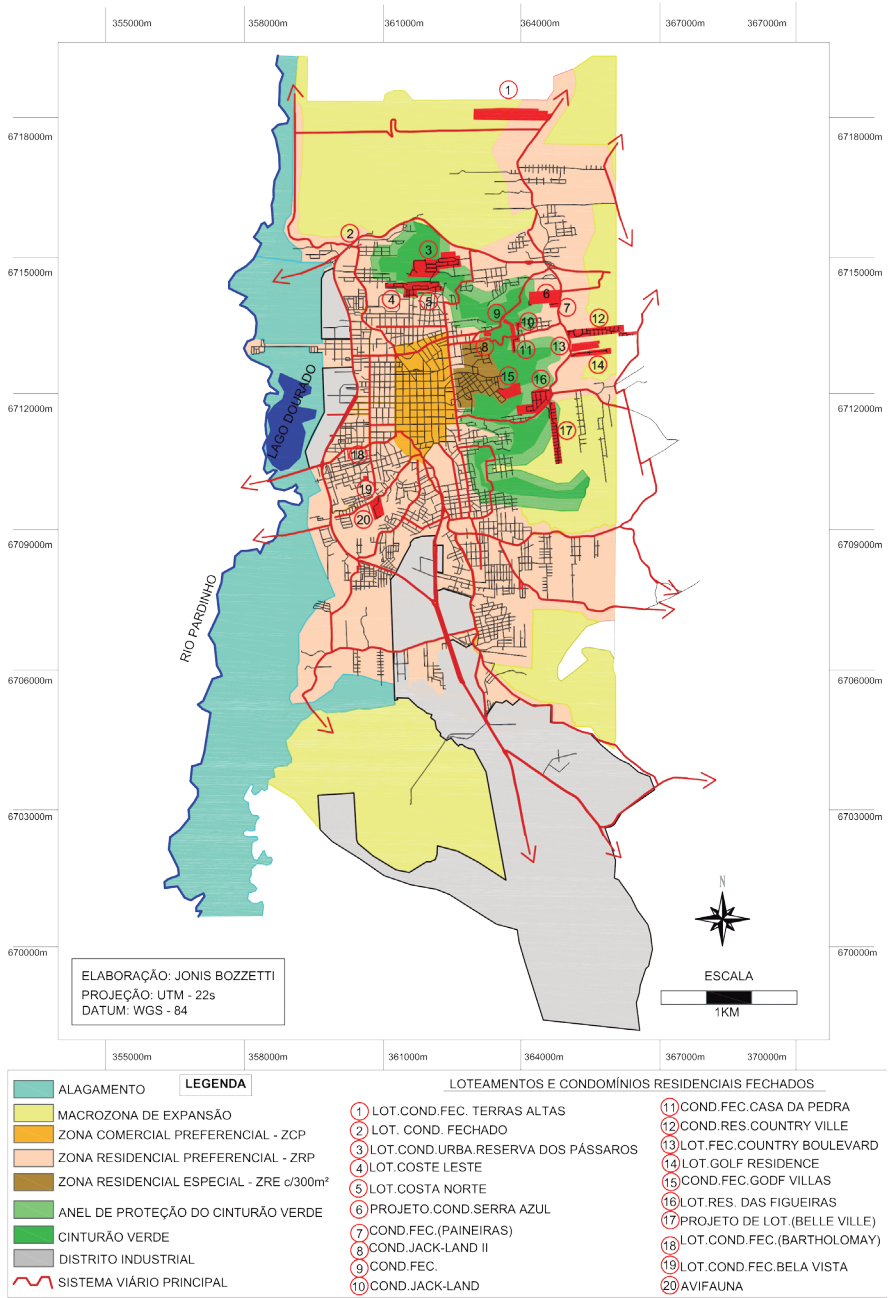 355000m 358000m 361000m 364000m 367000m 367000m
6718000m 6718000m
6715000m 6715000m
6712000m 6712000m
6709000m 6709000m
6706000m 6706000m
6703000m 6703000m
670000m 670000m
1
2
3
4
5
6
7
8
9
10
11
12
13
14
15
16
17
18
19
20
LAGO DOURADO
RIO PARDINHO
N
ESCALA
1KM
ELABORAÇÃO: JONIS BOZZETTI
PROJEÇÃO: UTM - 22s
DATUM: WGS - 84
355000m 358000m 361000m 364000m 367000m 370000m
LEGENDA
ALAGAMENTO
MACROZONA DE EXPANSÃO
ZONA COMERCIAL PREFERENCIAL - ZCP
ZONA RESIDENCIAL PREFERENCIAL - ZRP
ZONA RESIDENCIAL ESPECIAL - ZRE c/300m²
ANEL DE PROTEÇÃO DO CINTURÃO VERDE
CINTURÃO VERDE
DISTRITO INDUSTRIAL
SISTEMA VIÁRIO PRINCIPAL
LOTEAMENTOS E CONDOMÍNIOS RESIDENCIAIS FECHADOS
1 LOT.COND.FEC. TERRAS ALTAS
2 LOT. COND. FECHADO
3 LOT.COND.URBA.RESERVA DOS PÁSSAROS
4 LOT.COSTE LESTE
5 LOT.COSTA NORTE
6 PROJETO.COND.SERRA AZUL
7 COND.FEC.(PAINEIRAS)
8 COND.JACK-LAND II
9 COND.FEC.
10 COND.JACK-LAND
11 COND.FEC.CASA DA PEDRA
12 COND.RES.COUNTRY VILLE
13 LOT.FEC.COUNTRY BOULEVARD
14 LOT.GOLF RESIDENCE
15 COND.FEC.GODF VILLAS
16 LOT.RES. DAS FIGUEIRAS
17 PROJETO DE LOT.(BELLE VILLE)
18 LOT.COND.FEC.(BARTHOLOMAY)
19 LOT.COND.FEC.BELA VISTA
20 AVIFAUNA